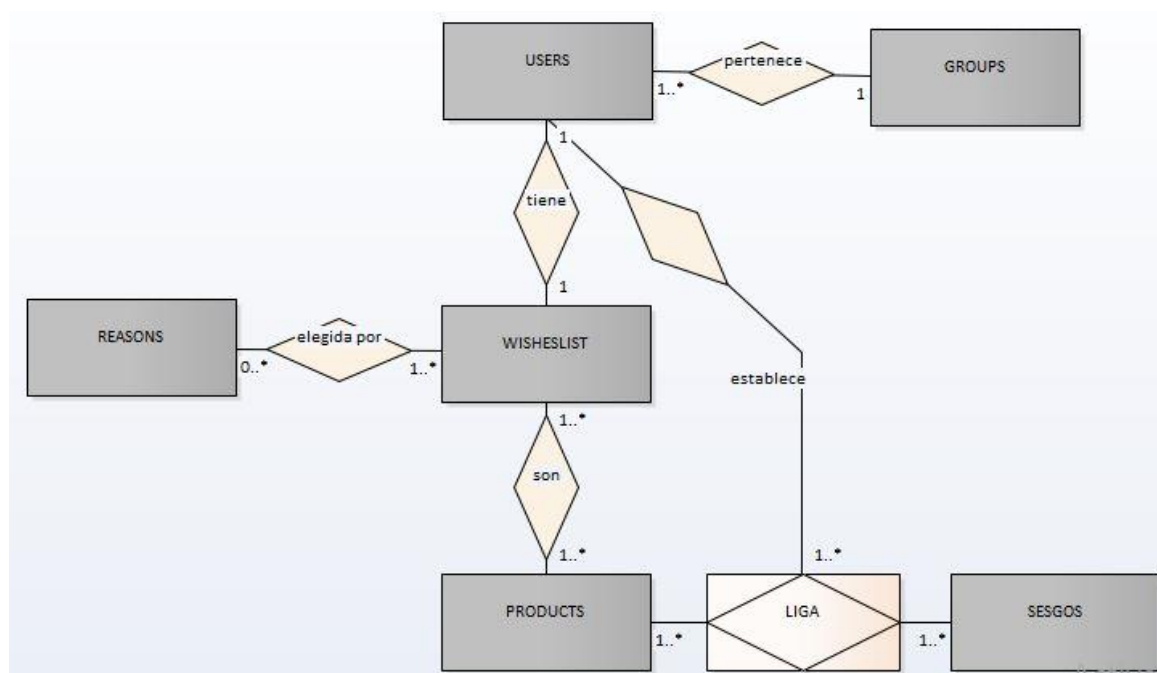 USERS
pertenece
GROUPS
1..*
1
1
tiene
1
REASONS
elegida por
WISHESLIST
0..*
1..*
establece
1..*
son
1..*
1..*
PRODUCTS
LIGA
SESGOS
1..*
1..*